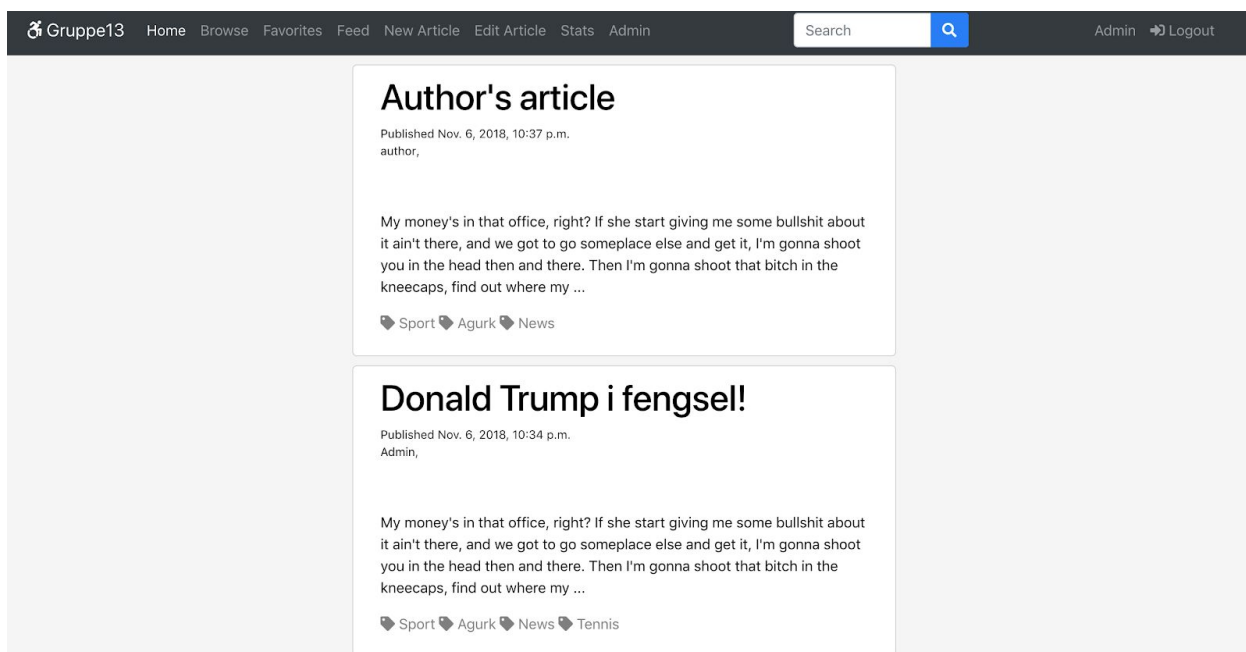 Gruppe13 Home Browse Favorites Feed New Article Edit Article Stats Admin Search Admin Logout
Author's article
Published Nov. 6, 2018, 10:37 p.m.
author,
My money's in that office, right? If she start giving me some bullshit about
it ain't there, and we got to go someplace else and get it, I'm gonna shoot
you in the head then and there. Then I'm gonna shoot that bitch in the
kneecaps, find out where my ...
Sport Agurk News
Donald Trump i fengsel!
Published Nov. 6, 2018, 10:34 p.m.
Admin,
My money's in that office, right? If she start giving me some bullshit about
it ain't there, and we got to go someplace else and get it, I'm gonna shoot
you in the head then and there. Then I'm gonna shoot that bitch in the
kneecaps, find out where my ...
Sport Agurk News Tennis